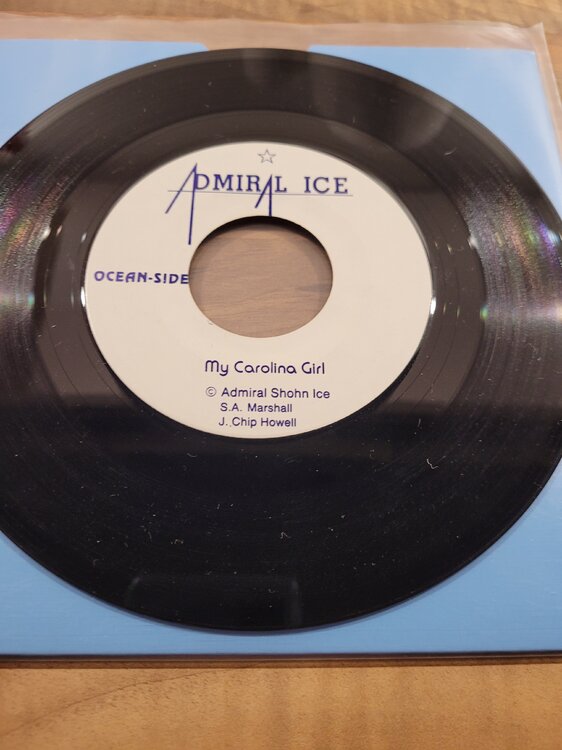 ADMIRAL ICE
OCEAN-SIDE
My Carolina Girl
© Admiral Shohn Ice
S.A. Marshall
J. Chip Howell